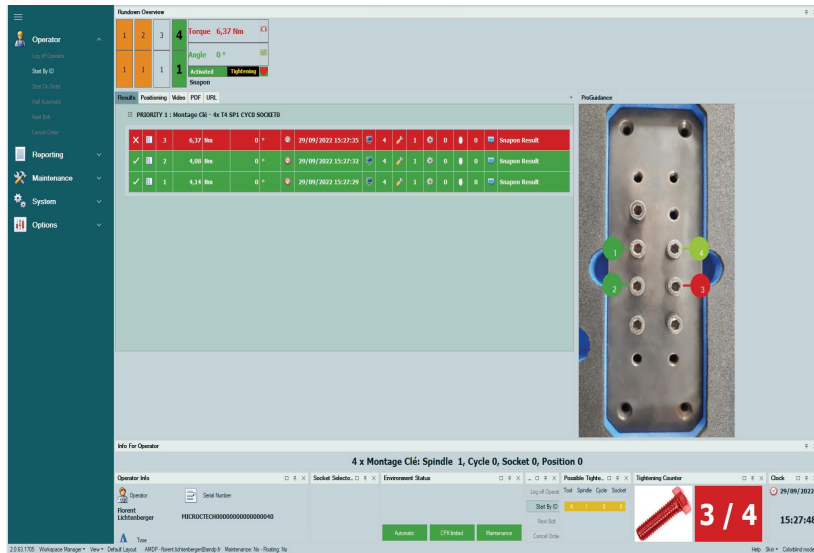 Rundown Overview
Operator
Log off Operator
Start By ID
Start On Order
Half Automatic
Next Bolt
Cancel Order
Reporting
Maintenance
System
Options
1 2 3 4
1 1 1 1
Torque 6,37 Nm
Angle 0 °
Activated Tightening
Snapon
Results Positioning Video PDF URL
PRIORITY 1 : Montage Clé - 4x T4 SP1 CYC0 SOCKET0
3 6,37 Nm 0 ° 29/09/2022 15:27:35 4 1 0 0 Snapon Result
2 4,08 Nm 0 ° 29/09/2022 15:27:32 4 1 0 0 Snapon Result
1 4,14 Nm 0 ° 29/09/2022 15:27:29 4 1 0 0 Snapon Result
ProGuidance
1 4
2 3
Info For Operator
4 x Montage Clé: Spindle 1, Cycle 0, Socket 0, Position 0
Operator Info
Operator
Serial Number
Florent
Lichtenberger
MICROCTECH00000000000000040
Type
Socket Selecto..
Environment Status
Automatic CPK limited Maintenance
Log off Operat
Start By ID
Next Bolt
Cancel Order
Possible Tighte..
Tool Spindle Cycle Socket
4 1 0 0
Tightening Counter
3 / 4
Clock
29/09/2022
15:27:48
2.0.63.1705 Workspace Manager View Default Layout AMDP - florent.lichtenberger@amdp.fr Maintenance: No - Floating: No
Help Skin Colorblind mode